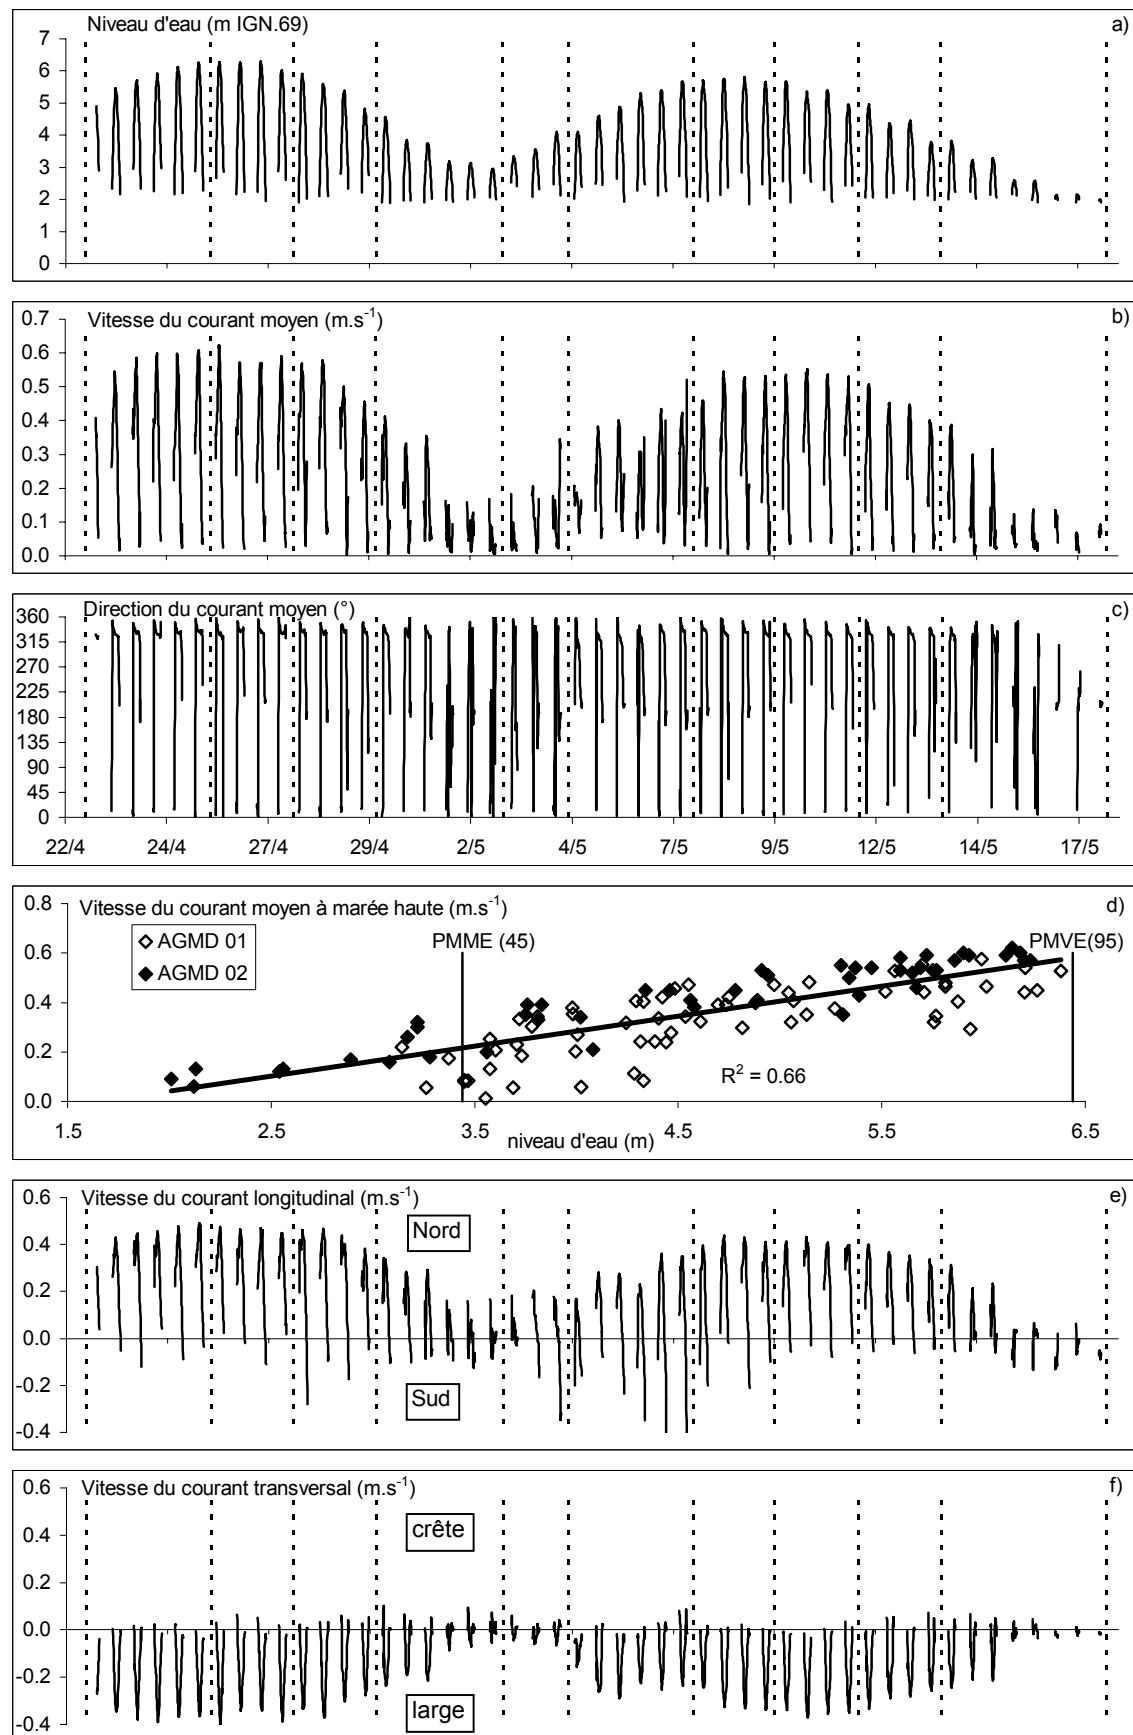 Niveau d'eau (m IGN.69)
a)
7
6
5
4
3
2
1
0
Vitesse du courant moyen (m.s-1)
b)
0.7
0.6
0.5
0.4
0.3
0.2
0.1
0.0
Direction du courant moyen (°)
c)
360
315
270
225
180
135
90
45
0
22/4 24/4 27/4 29/4 2/5 4/5 7/5 9/5 12/5 14/5 17/5
Vitesse du courant moyen à marée haute (m.s-1)
d)
0.8
0.6
0.4
0.2
0.0
AGMD 01
AGMD 02
PMME (45)
PMVE(95)
R2 = 0.66
1.5 2.5 3.5 4.5 5.5 6.5
niveau d'eau (m)
Vitesse du courant longitudinal (m.s-1)
e)
0.6
0.4
0.2
0.0
-0.2
-0.4
Nord
Sud
Vitesse du courant transversal (m.s-1)
f)
0.6
0.4
0.2
0.0
-0.2
-0.4
crête
large